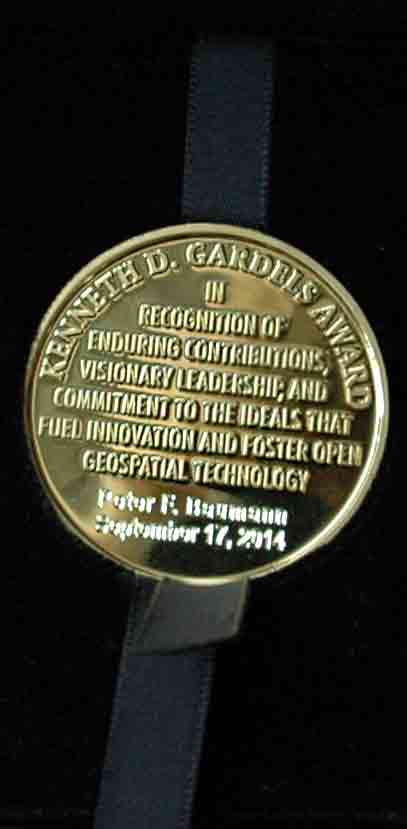 KENNETH D. GARDELS AWARD
IN
RECOGNITION OF
ENDURING CONTRIBUTIONS,
VISIONARY LEADERSHIP, AND
COMMITMENT TO THE IDEALS THAT
FUEL INNOVATION AND FOSTER OPEN
GEOSPATIAL TECHNOLOGY
Peter F. Baumann
September 17, 2014